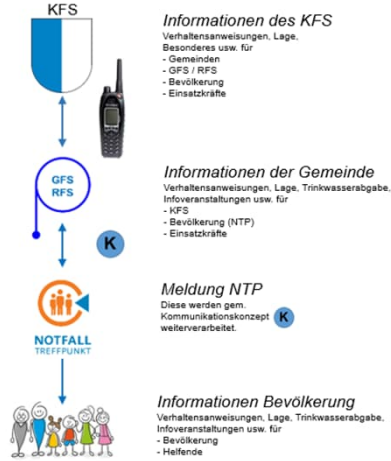 KFS
Informationen des KFS
Verhaltensanweisungen, Lage,
Besonderes usw. für
- Gemeinden
- GFS / RFS
- Bevölkerung
- Einsatzkräfte
GFS
RFS
Informationen der Gemeinde
Verhaltensanweisungen, Lage, Trinkwasserabgabe,
Infoveranstaltungen usw. für
- KFS
- Bevölkerung (NTP)
- Einsatzkräfte
K
Meldung NTP
Diese werden gem.
Kommunikationskonzept K
weiterverarbeitet.
NOTFALL
TREFFPUNKT
Informationen Bevölkerung
Verhaltensanweisungen, Lage, Trinkwasserabgabe,
Infoveranstaltungen usw. für
- Bevölkerung
- Helfende